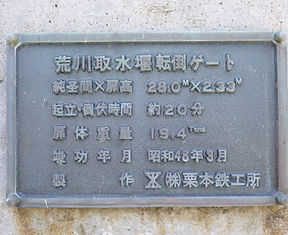 荒川取水堰転倒ゲート
純径間×扉高 28.0M×2.33M
起立・倒伏時間 約20分
扉体重量 19.4Tons
竣功年月 昭和48年3月
製作 (株)栗本鉄工所